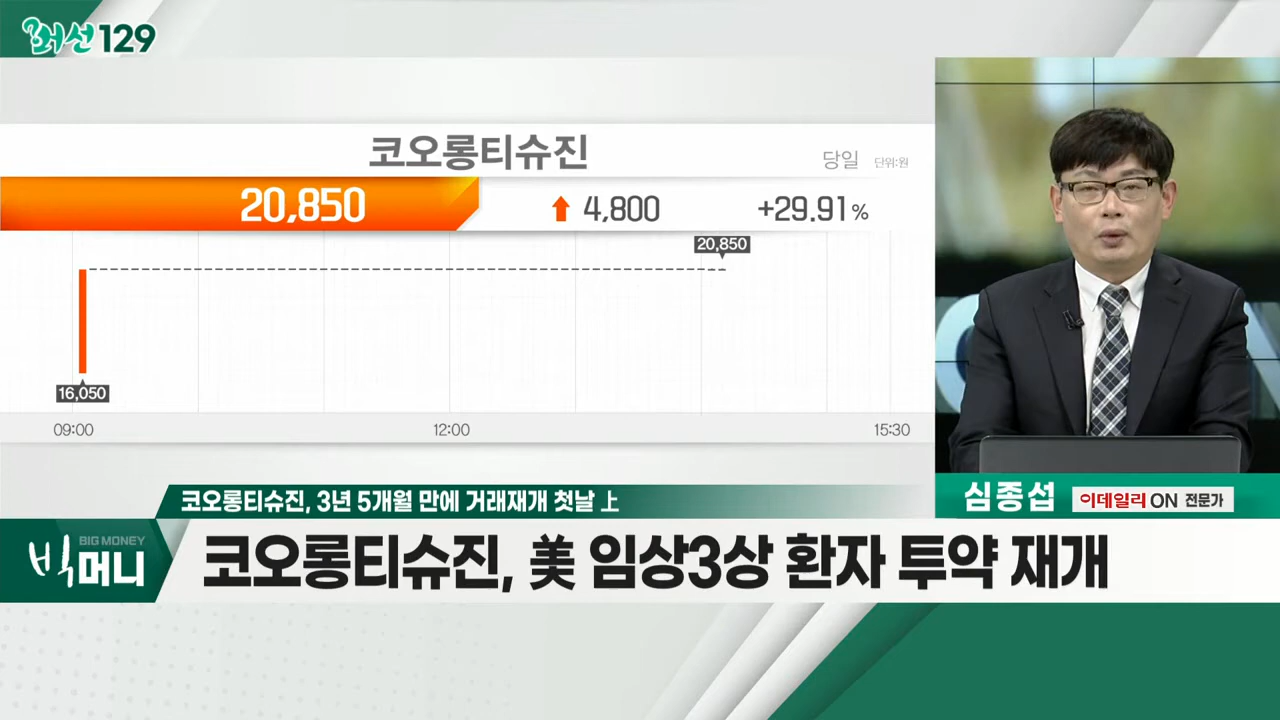 최선129
코오롱티슈진
당일 단위:원
20,850 4,800 +29.91%
20,850
16,050
09:00 12:00 15:30
코오롱티슈진, 3년 5개월 만에 거래재개 첫날 上
심종섭 이데일리ON 전문가
BIG MONEY
빅머니
코오롱티슈진, 美 임상3상 환자 투약 재개